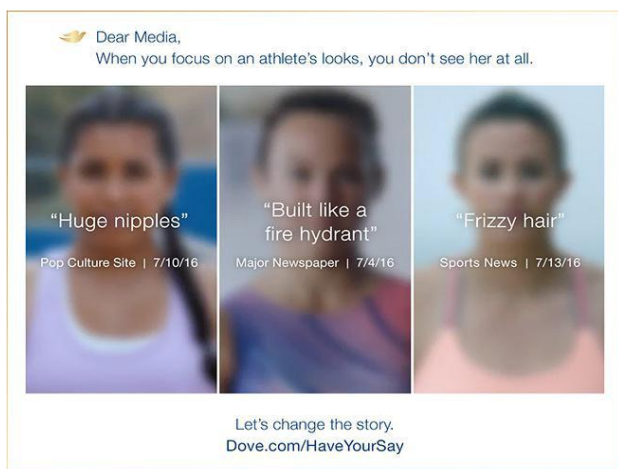 Dear Media,
When you focus on an athlete's looks, you don't see her at all.
“Huge nipples”
Pop Culture Site | 7/10/16
“Built like a
fire hydrant”
Major Newspaper | 7/4/16
“Frizzy hair”
Sports News | 7/13/16
Let's change the story.
Dove.com/HaveYourSay